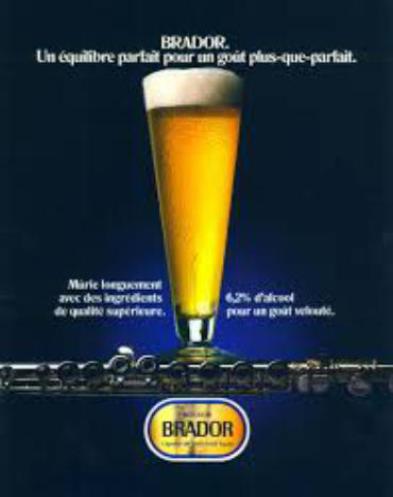 BRADOR.
Un équilibre parfait pour un goût plus-que-parfait.
Mûrie longuement
avec des ingrédients
de qualité supérieure.
6,2% d'alcool
pour un goût velouté.
BRADOR